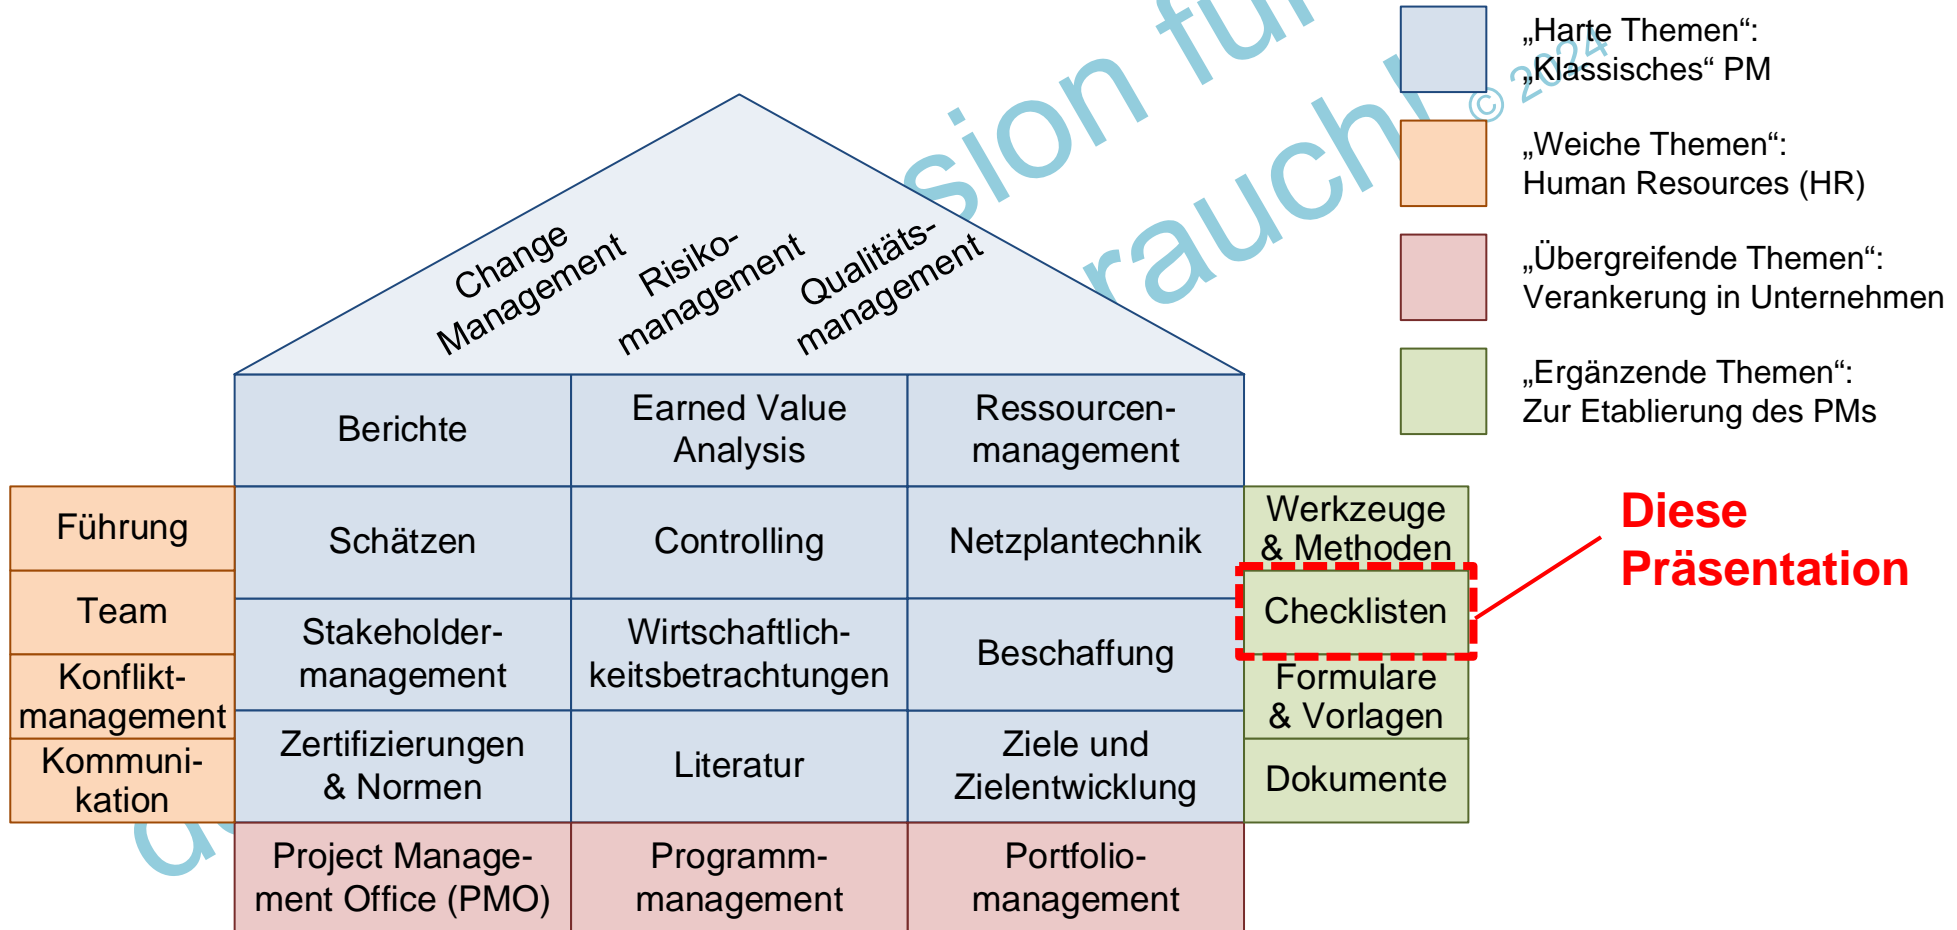 „Harte Themen“:
„Klassisches“ PM
„Weiche Themen“:
Human Resources (HR)
„Übergreifende Themen“:
Verankerung in Unternehmen
„Ergänzende Themen“:
Zur Etablierung des PMs
© 2024
Change
Management
Risiko-
management
Qualitäts-
management
Berichte
Earned Value
Analysis
Ressourcen-
management
Führung
Schätzen
Controlling
Netzplantechnik
Werkzeuge
& Methoden
Diese
Präsentation
Team
Stakeholder-
management
Wirtschaftlich-
keitsbetrachtungen
Beschaffung
Checklisten
Konflikt-
management
Formulare
& Vorlagen
Kommuni-
kation
Zertifizierungen
& Normen
Literatur
Ziele und
Zielentwicklung
Dokumente
Project Manage-
ment Office (PMO)
Programm-
management
Portfolio-
management